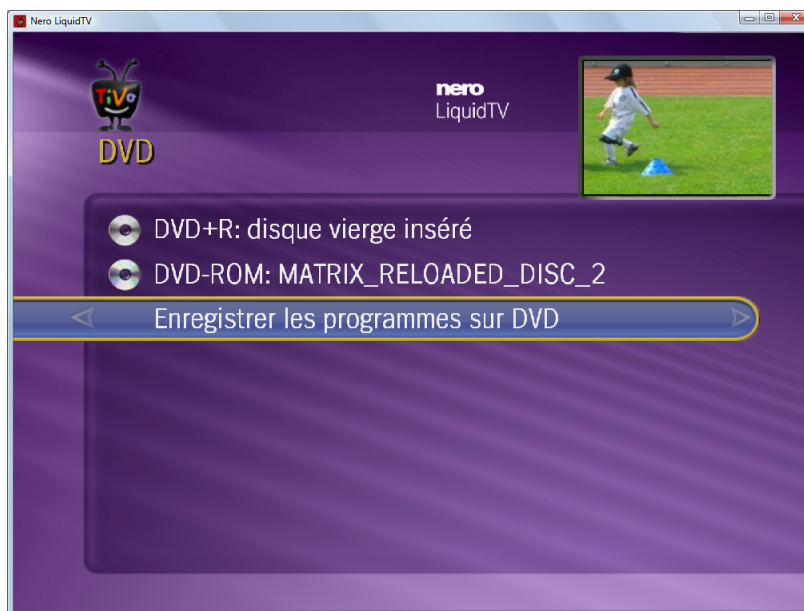 Nero LiquidTV
TiVo
nero
LiquidTV
DVD
DVD+R: disque vierge inséré
DVD-ROM: MATRIX_RELOADED_DISC_2
Enregistrer les programmes sur DVD